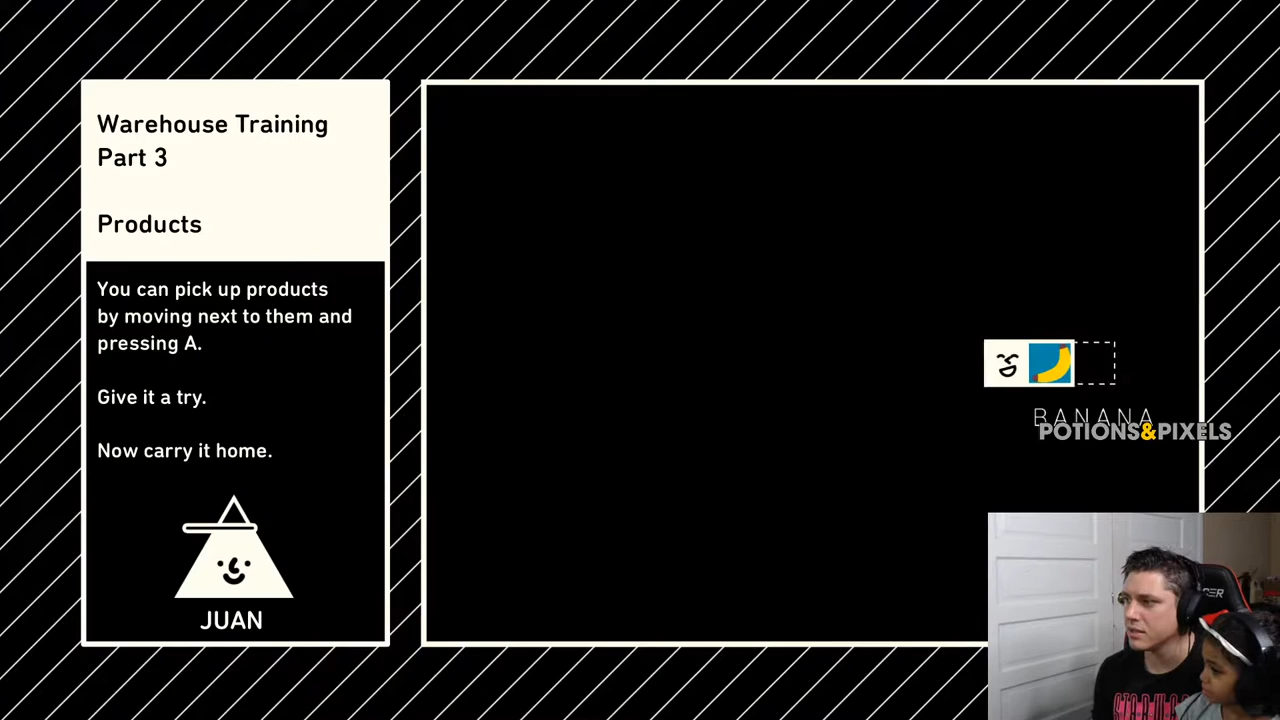 Warehouse Training
Part 3
Products
You can pick up products
by moving next to them and
pressing A.
Give it a try.
Now carry it home.
JUAN
BANANA
POTIONS&PIXELS